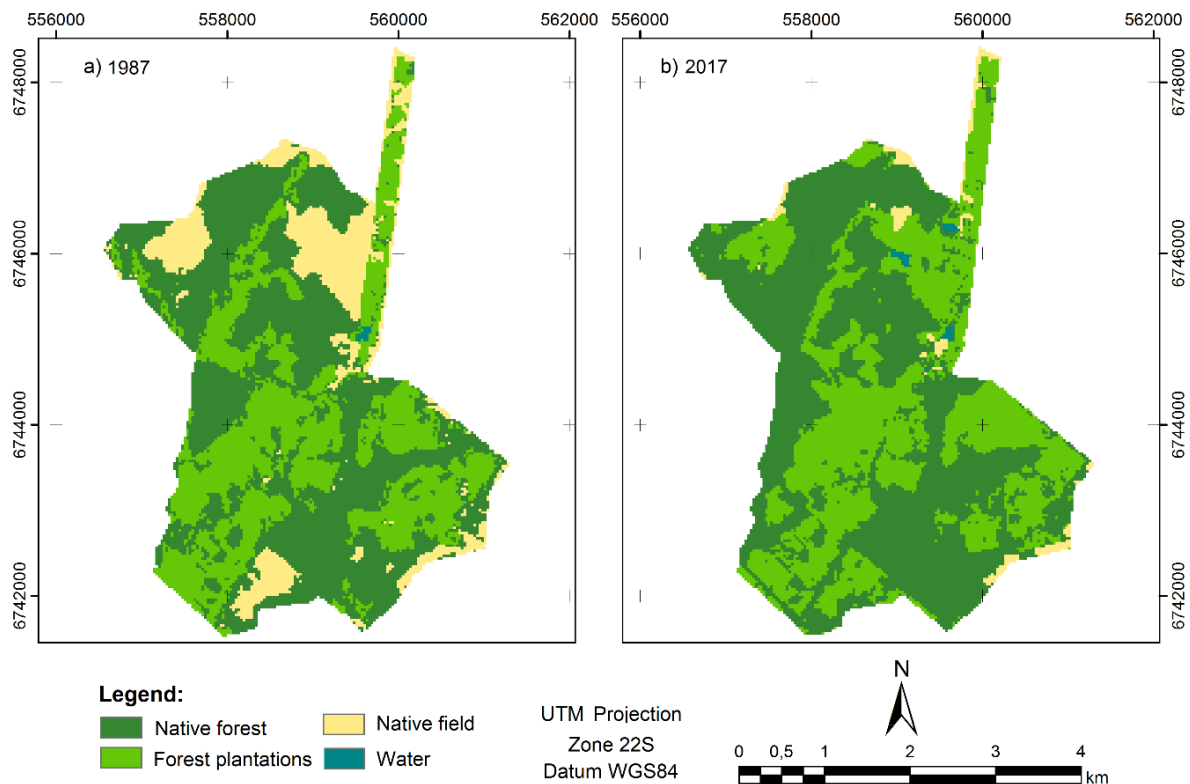 556000 558000 560000 562000 556000 558000 560000 562000
a) 1987
b) 2017
6748000
6746000
6744000
6742000
6748000
6746000
6744000
6742000
Legend:
Native forest
Native field
Forest plantations
Water
UTM Projection
Zone 22S
Datum WGS84
N
0 0,5 1 2 3 4
km